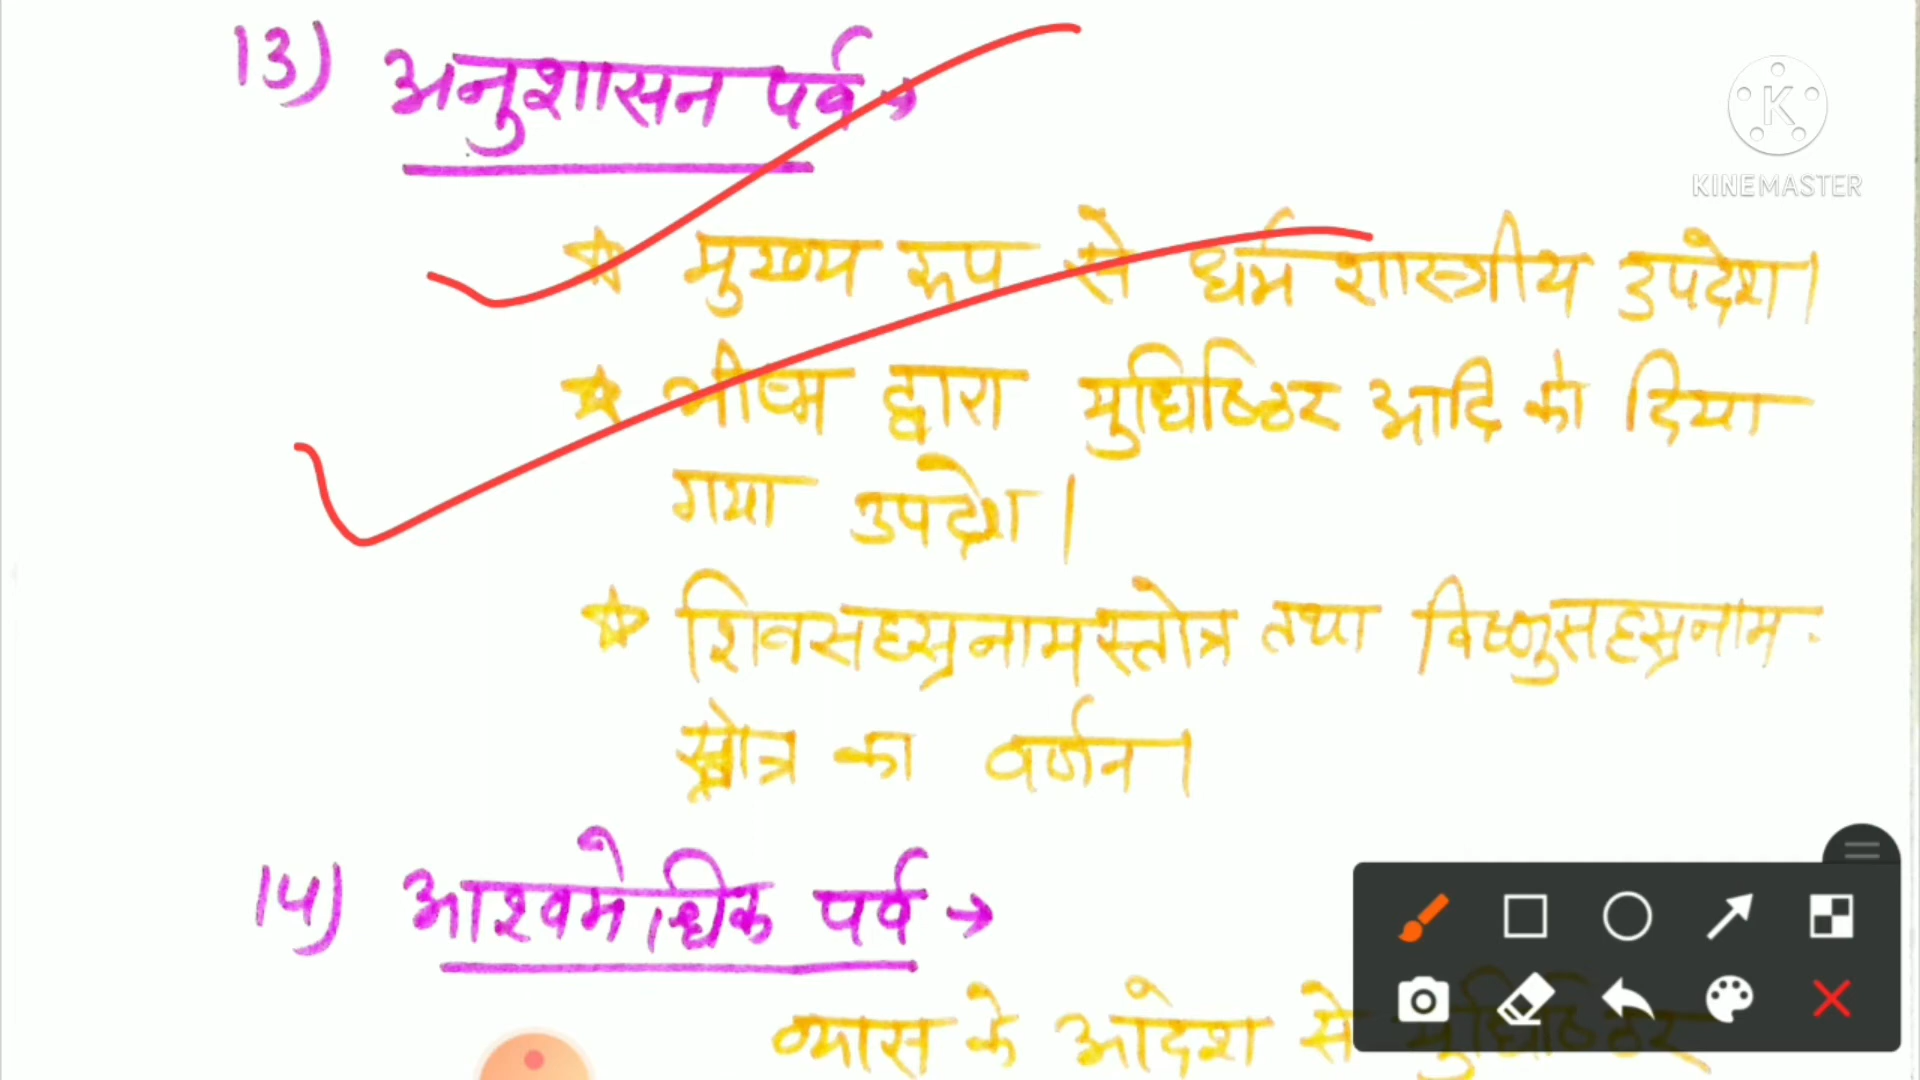 13) अनुशासन पर्व →
K
KINEMASTER
☆ मुख्य रूप से धर्म शास्त्रीय उपदेश।
☆ भीष्म द्वारा युधिष्ठिर आदि को दिया
गया उपदेश।
☆ शिवसहस्रनामस्तोत्र तथा विष्णुसहस्रनाम-
स्तोत्र का वर्णन।
14) आश्वमेधिक पर्व →
व्यास के आदेश से युधिष्ठिर